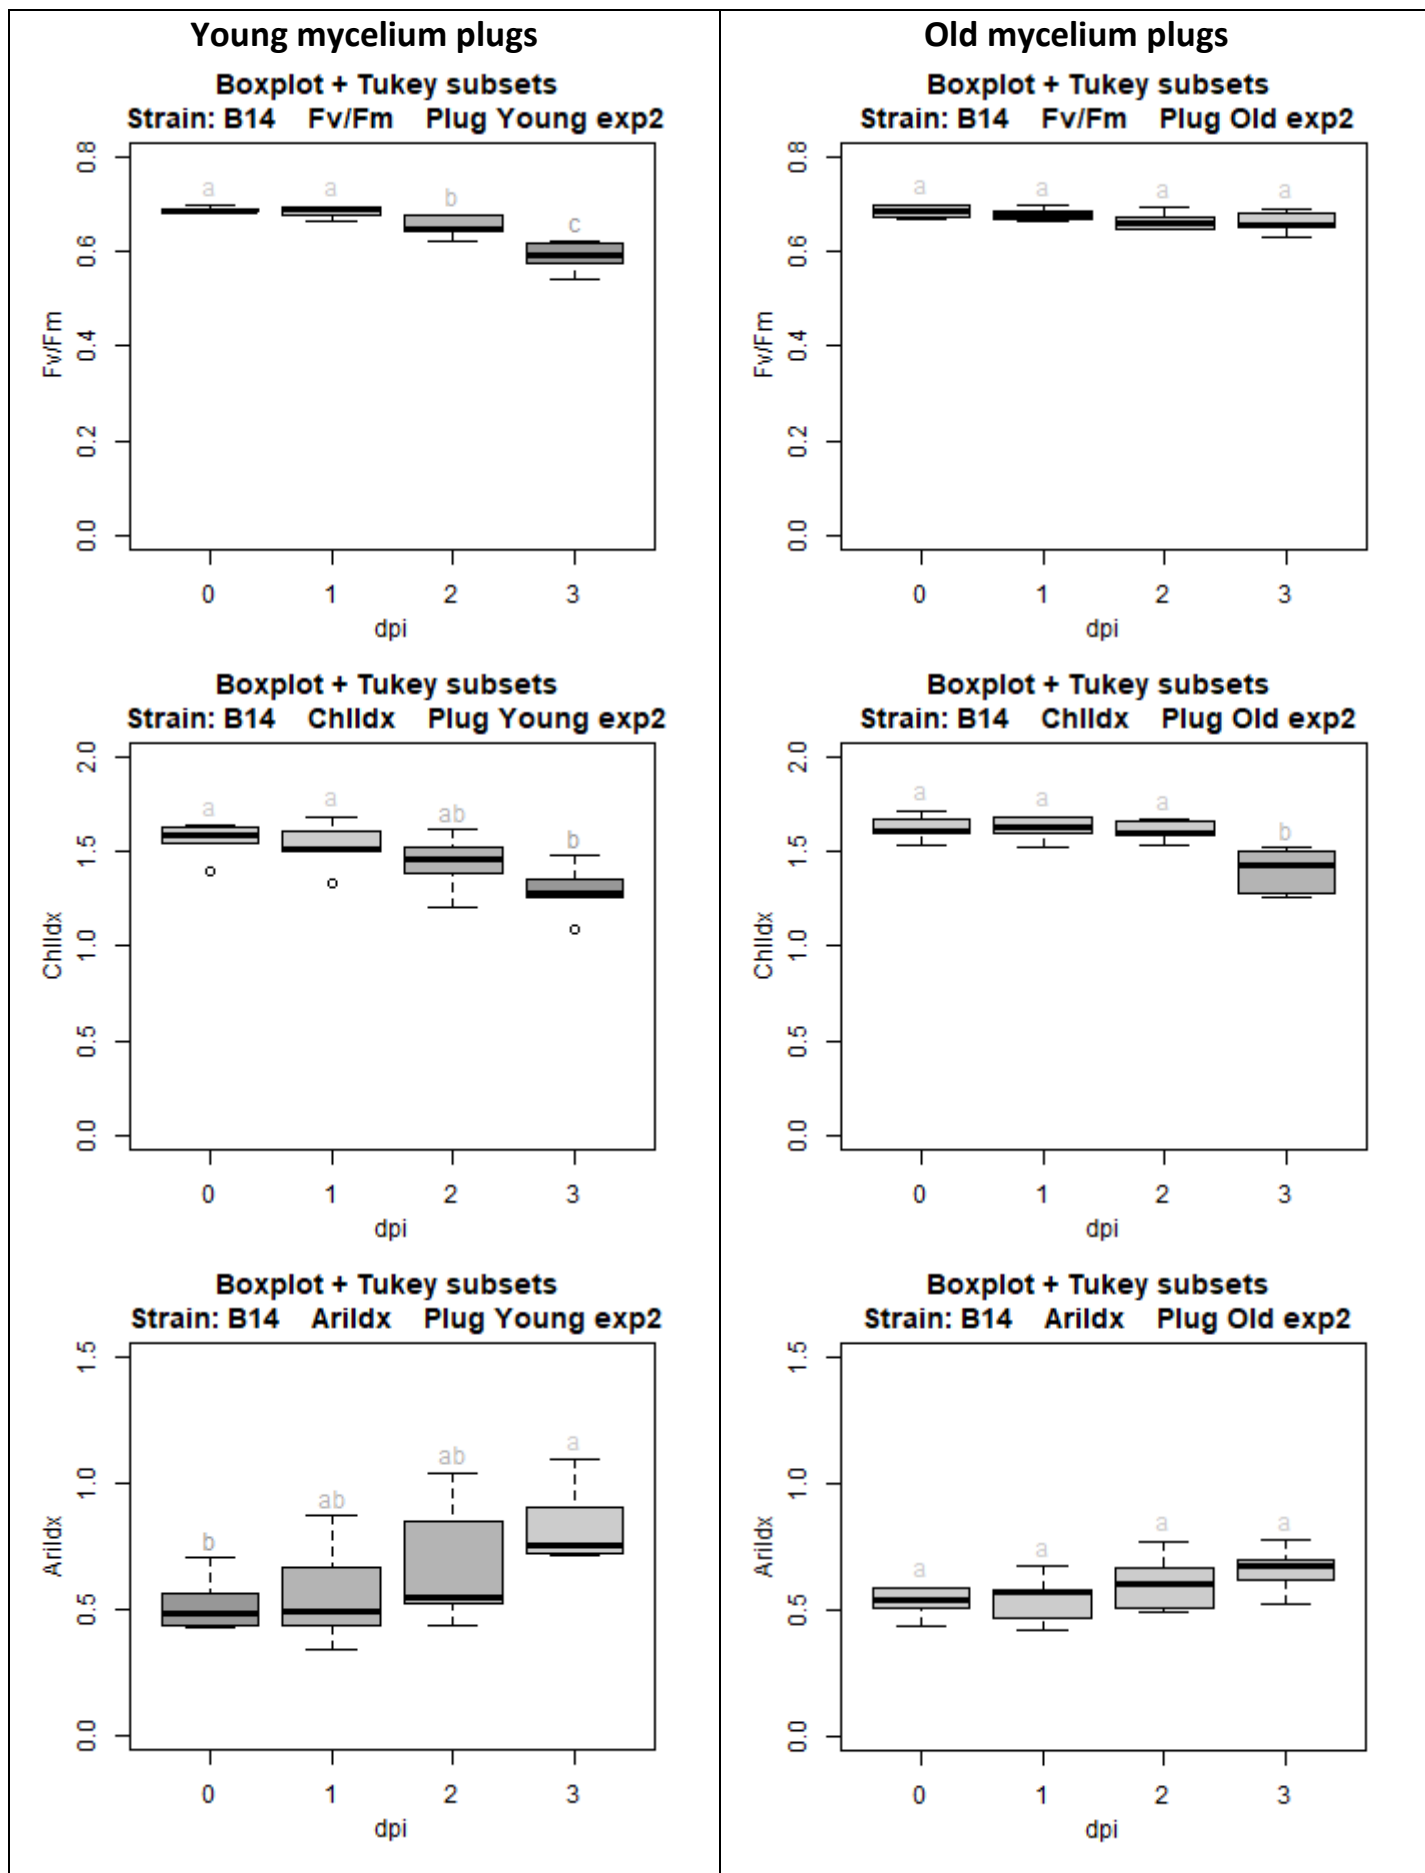 Young mycelium plugs
Old mycelium plugs
Boxplot + Tukey subsets
Strain: B14 Fv/Fm Plug Young exp2
0.8
0.6
0.4
0.2
0.0
Fv/Fm
a
a
b
c
0 1 2 3
dpi
Boxplot + Tukey subsets
Strain: B14 Fv/Fm Plug Old exp2
0.8
0.6
0.4
0.2
0.0
Fv/Fm
a
a
a
a
0 1 2 3
dpi
Boxplot + Tukey subsets
Strain: B14 ChlIdx Plug Young exp2
2.0
1.5
1.0
0.5
0.0
ChlIdx
a
a
ab
b
0 1 2 3
dpi
Boxplot + Tukey subsets
Strain: B14 ChlIdx Plug Old exp2
2.0
1.5
1.0
0.5
0.0
ChlIdx
a
a
a
b
0 1 2 3
dpi
Boxplot + Tukey subsets
Strain: B14 AriIdx Plug Young exp2
1.5
1.0
0.5
0.0
AriIdx
b
ab
ab
a
0 1 2 3
dpi
Boxplot + Tukey subsets
Strain: B14 AriIdx Plug Old exp2
1.5
1.0
0.5
0.0
AriIdx
a
a
a
a
0 1 2 3
dpi